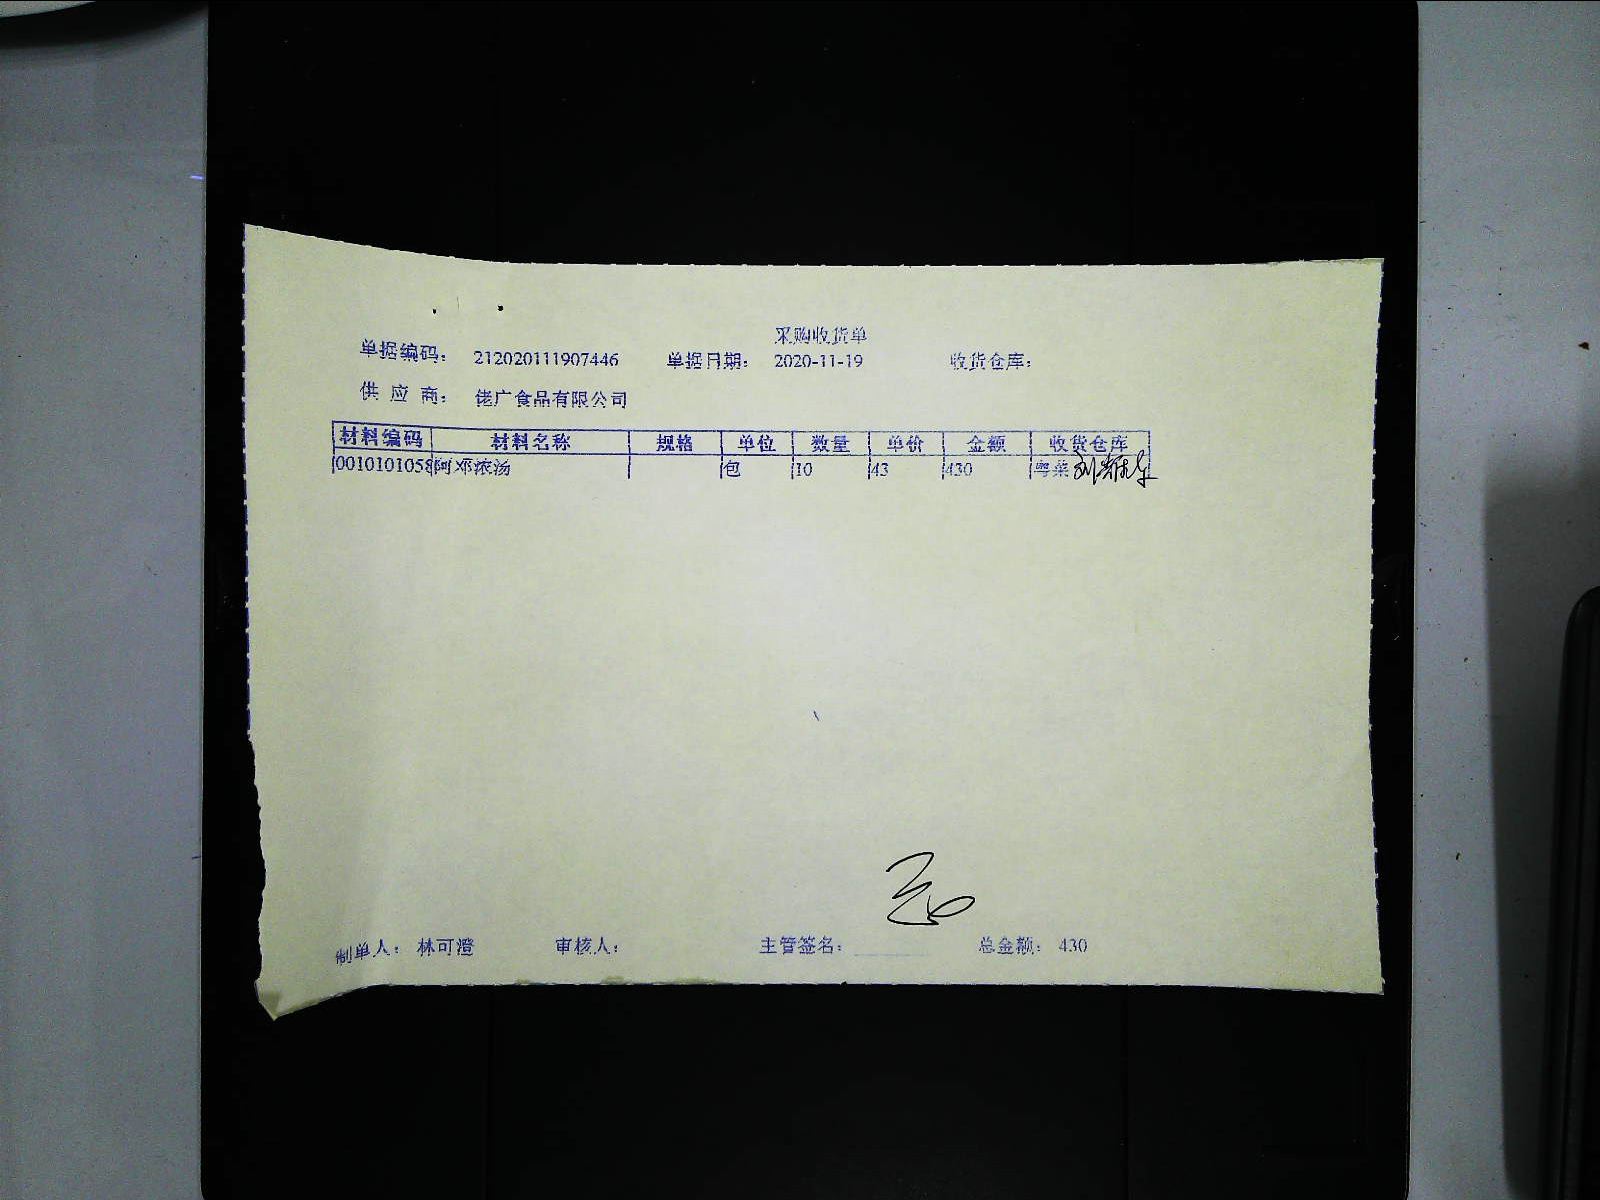 采购收货单
单据编码： 212020111907446 单据日期： 2020-11-19 收货仓库：
供 应 商： 佬广食品有限公司
材料编码 材料名称 规格 单位 数量 单价 金额 收货仓库
0010101058 阿邓浓汤 包 10 43 430 粤菜
制单人： 林可澄 审核人： 主管签名： 总金额： 430